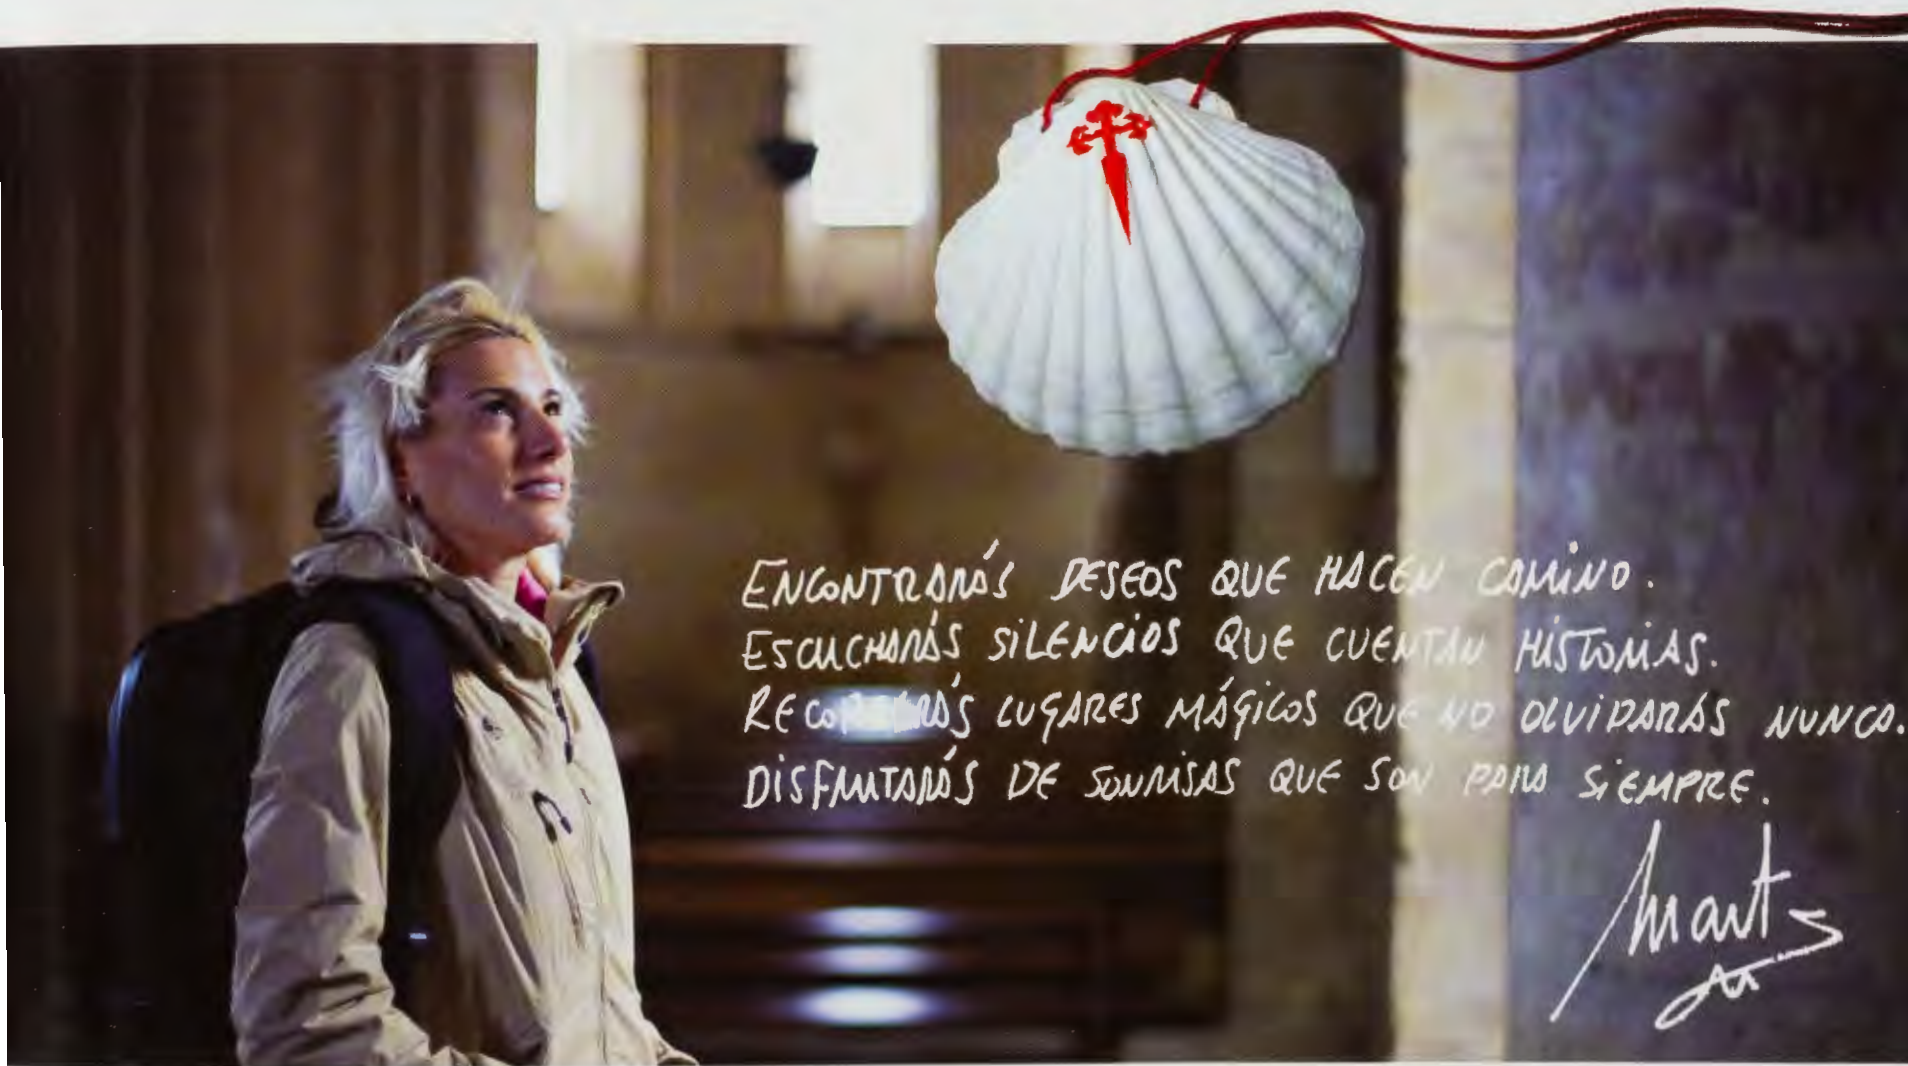 ENCONTRARÁS DESEOS QUE HACEN CAMINO.
ESCUCHARÁS SILENCIOS QUE CUENTAN HISTORIAS.
RECORRERÁS LUGARES MÁGICOS QUE NO OLVIDARÁS NUNCA.
DISFRUTARÁS DE SONRISAS QUE SON PARA SIEMPRE.